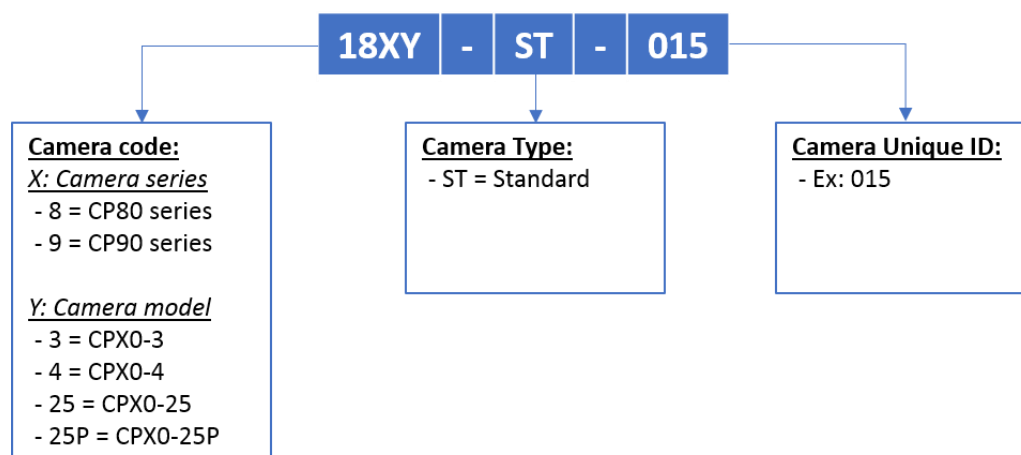 18XY - ST - 015
Camera code:
X: Camera series
- 8 = CP80 series
- 9 = CP90 series
Y: Camera model
- 3 = CPX0-3
- 4 = CPX0-4
- 25 = CPX0-25
- 25P = CPX0-25P
Camera Type:
- ST = Standard
Camera Unique ID:
- Ex: 015